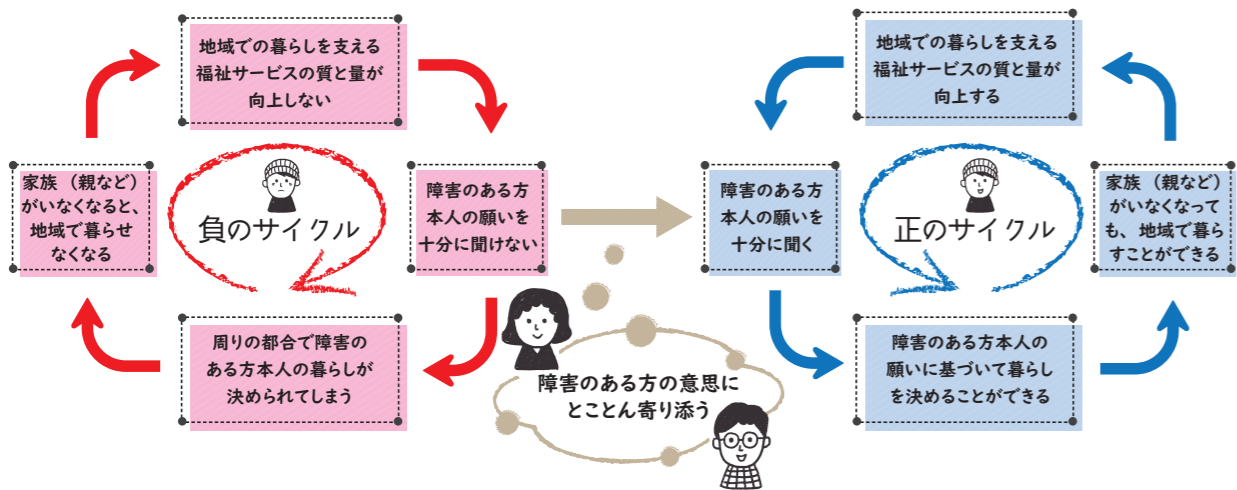 地域での暮らしを支える
福祉サービスの質と量が
向上しない
家族（親など）
がいなくなると、
地域で暮らせ
なくなる
負のサイクル
障害のある方
本人の願いを
十分に聞けない
周りの都合で障害の
ある方本人の暮らしが
決められてしまう
障害のある方の意思に
とことん寄り添う
地域での暮らしを支える
福祉サービスの質と量が
向上する
障害のある方
本人の願いを
十分に聞く
正のサイクル
家族（親など）
がいなくなって
も、地域で暮ら
すことができる
障害のある方本人の
願いに基づいて暮らし
を決めることができる